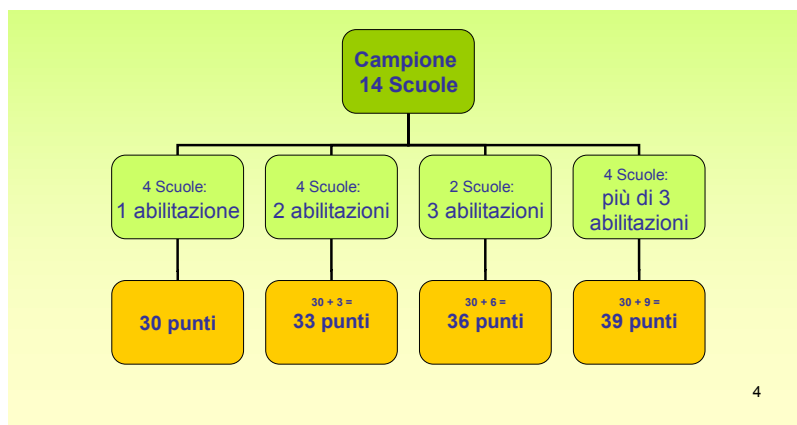 Campione
14 Scuole
4 Scuole:
1 abilitazione
4 Scuole:
2 abilitazioni
2 Scuole:
3 abilitazioni
4 Scuole:
più di 3
abilitazioni
30 punti
30 + 3 =
33 punti
30 + 6 =
36 punti
30 + 9 =
39 punti
4